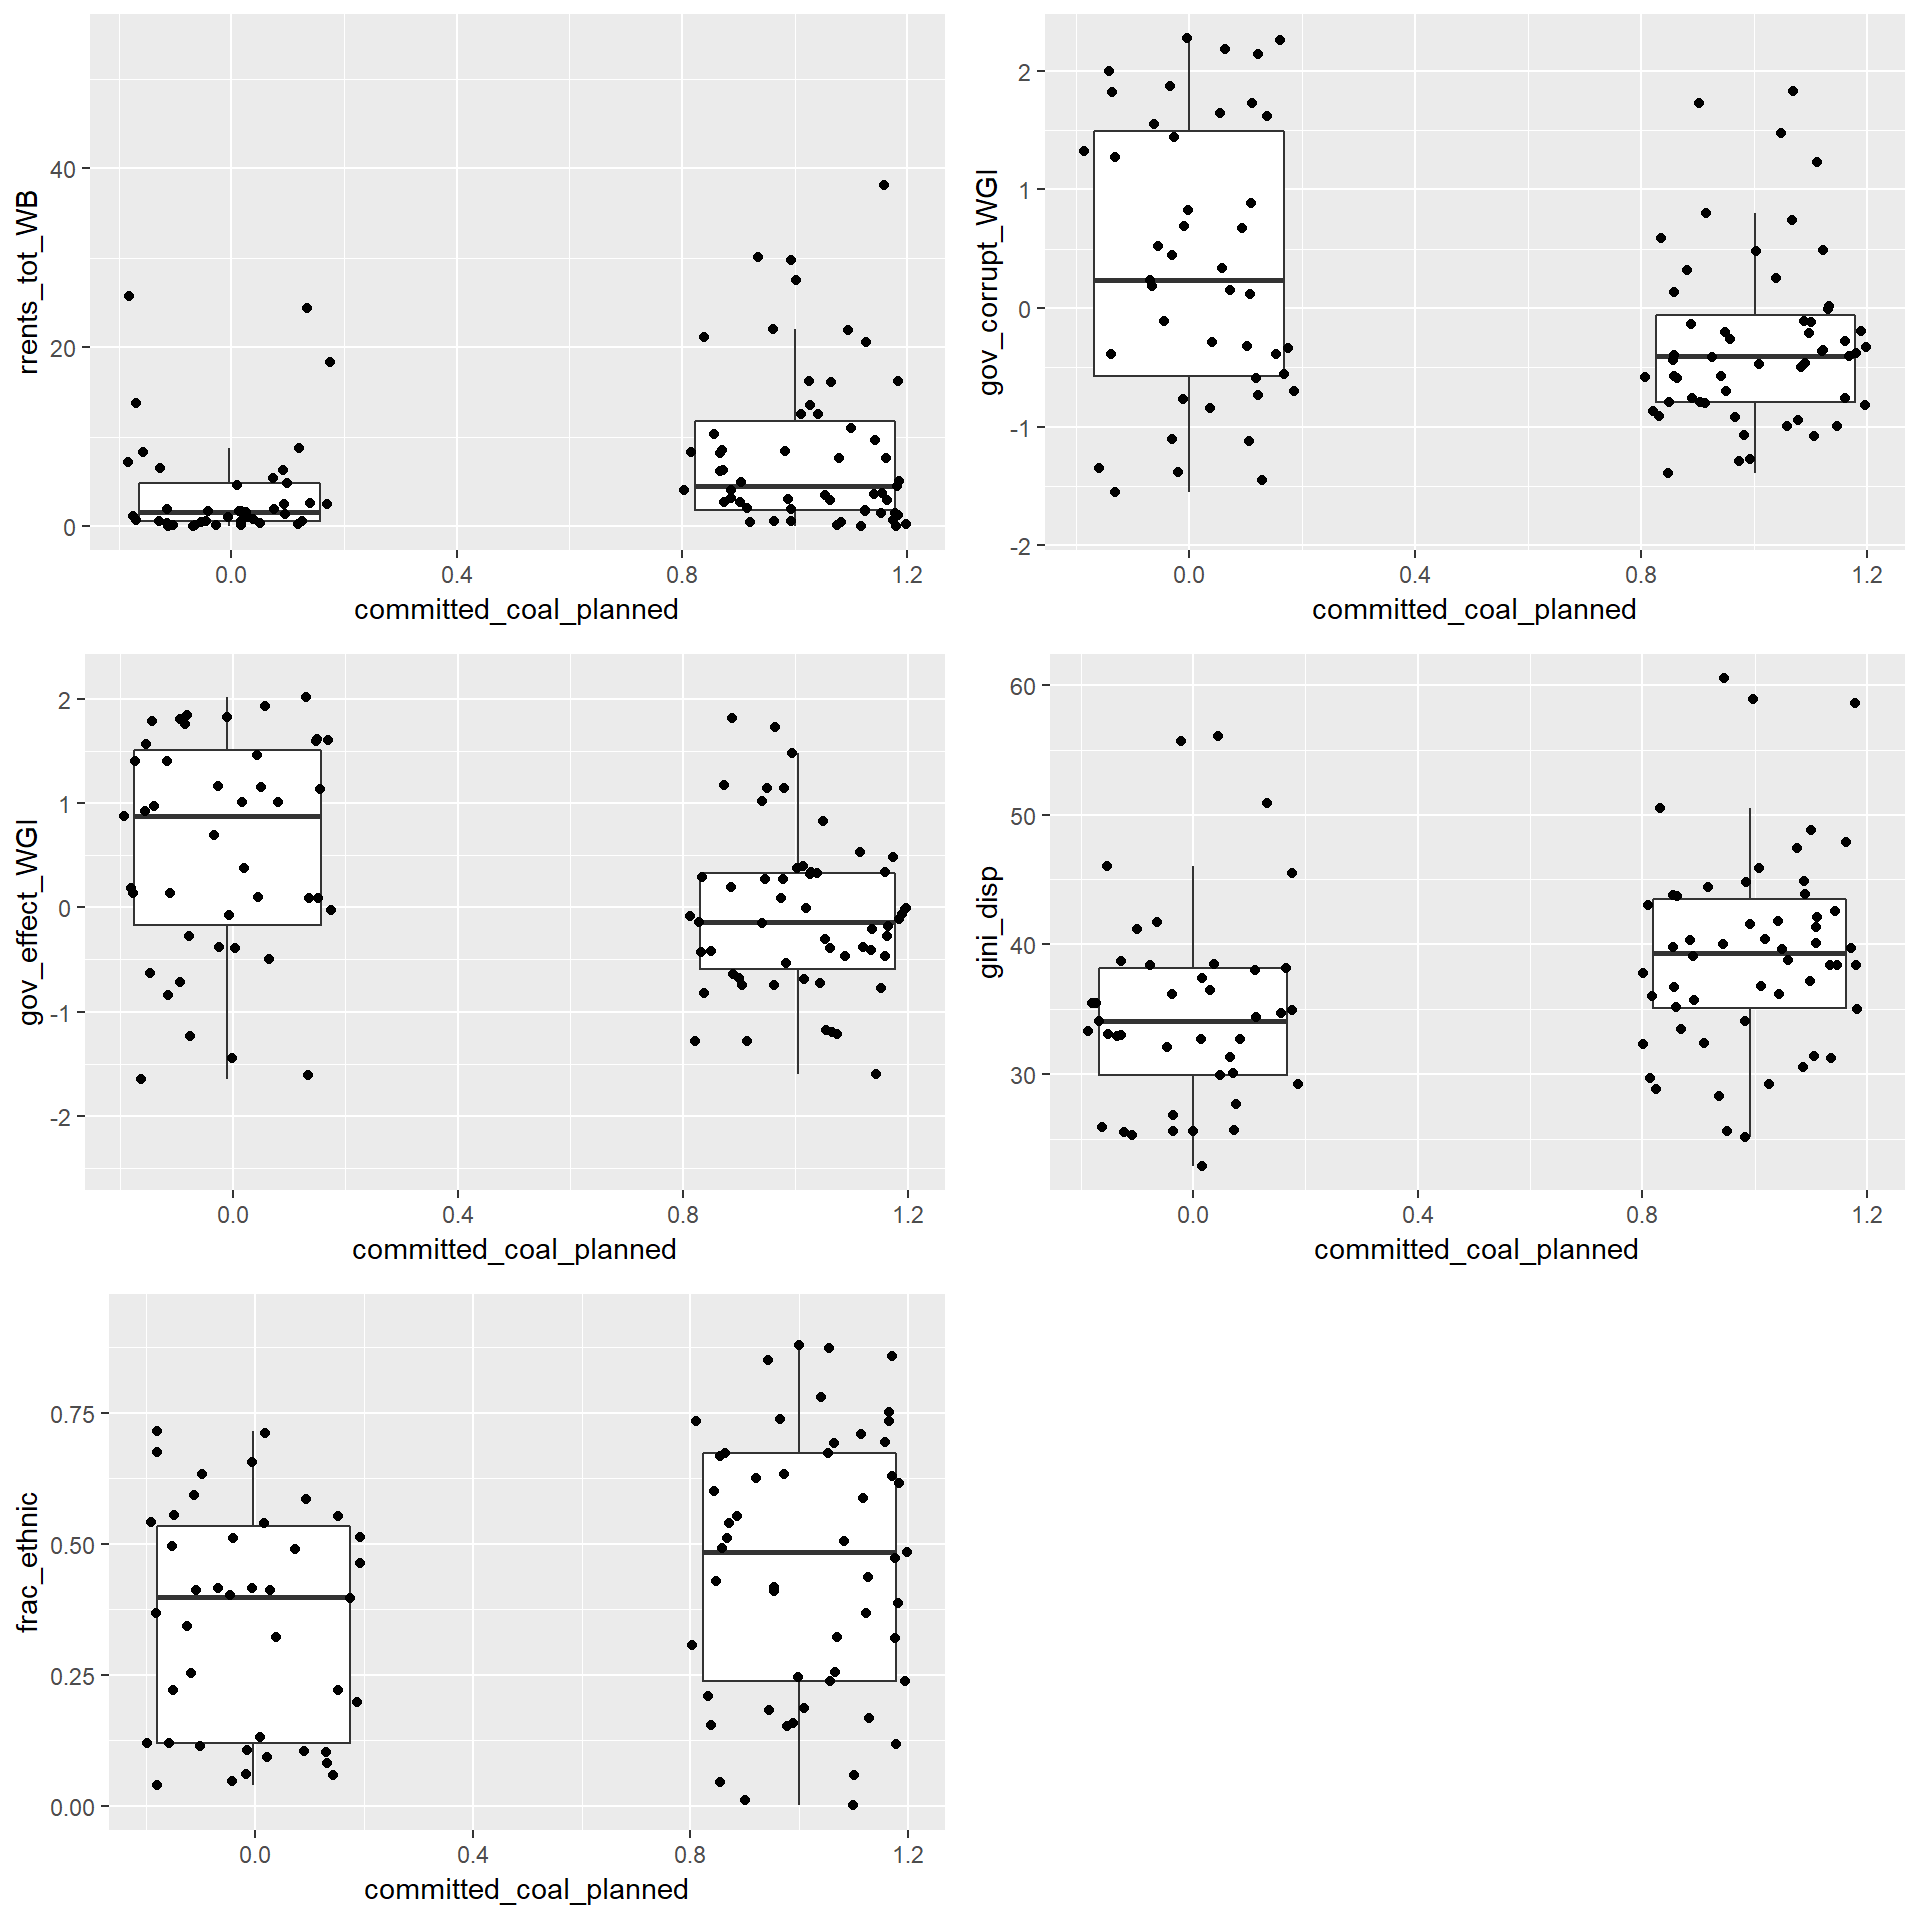 rrents_tot_WB
40
20
0
0.0 0.4 0.8 1.2
committed_coal_planned
gov_corrupt_WGI
2
1
0
-1
-2
0.0 0.4 0.8 1.2
committed_coal_planned
gov_effect_WGI
2
1
0
-1
-2
0.0 0.4 0.8 1.2
committed_coal_planned
gini_disp
60
50
40
30
0.0 0.4 0.8 1.2
committed_coal_planned
frac_ethnic
0.75
0.50
0.25
0.00
0.0 0.4 0.8 1.2
committed_coal_planned